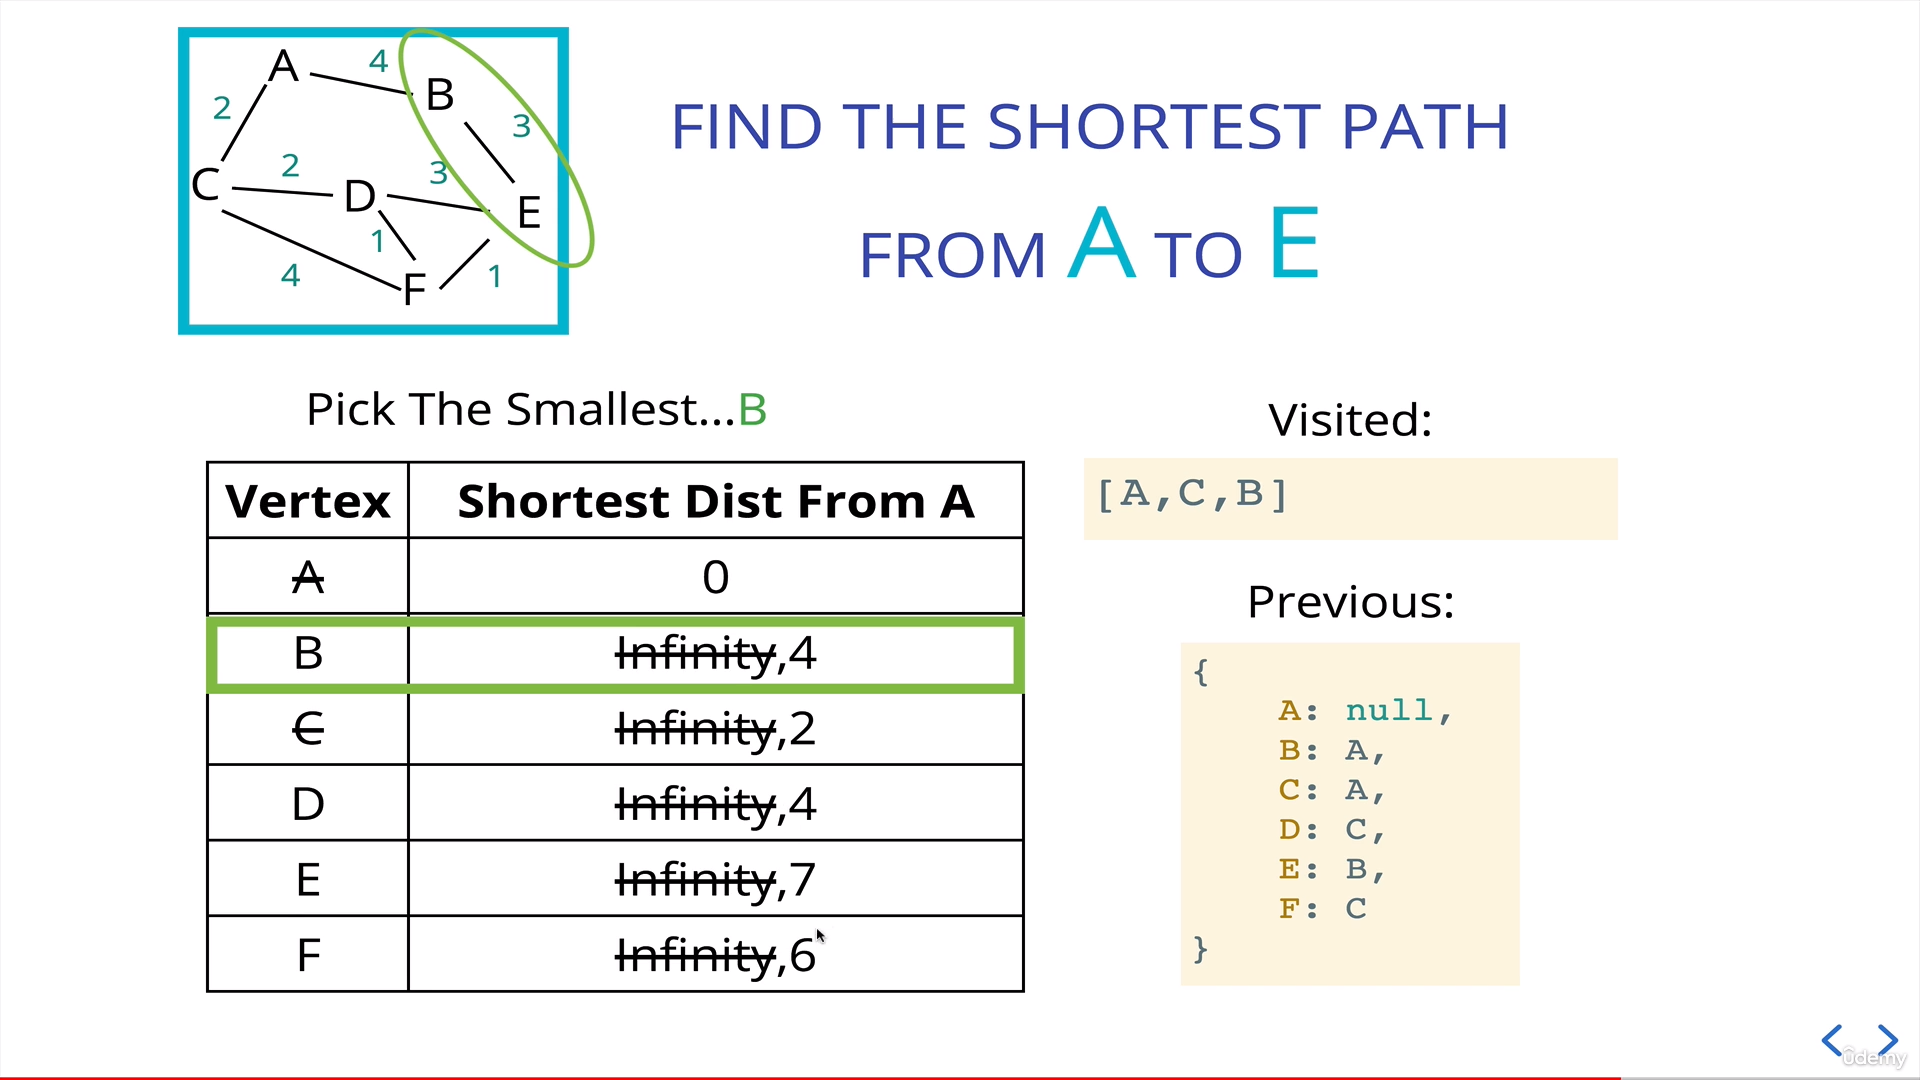 A
4
B
2
3
C
2
D
3
E
1
4
F
1
FIND THE SHORTEST PATH
FROM A TO E
Pick The Smallest...B
Vertex Shortest Dist From A
A 0
B Infinity,4
C Infinity,2
D Infinity,4
E Infinity,7
F Infinity,6
Visited:
[A,C,B]
Previous:
{
A: null,
B: A,
C: A,
D: C,
E: B,
F: C
}
ûdemy